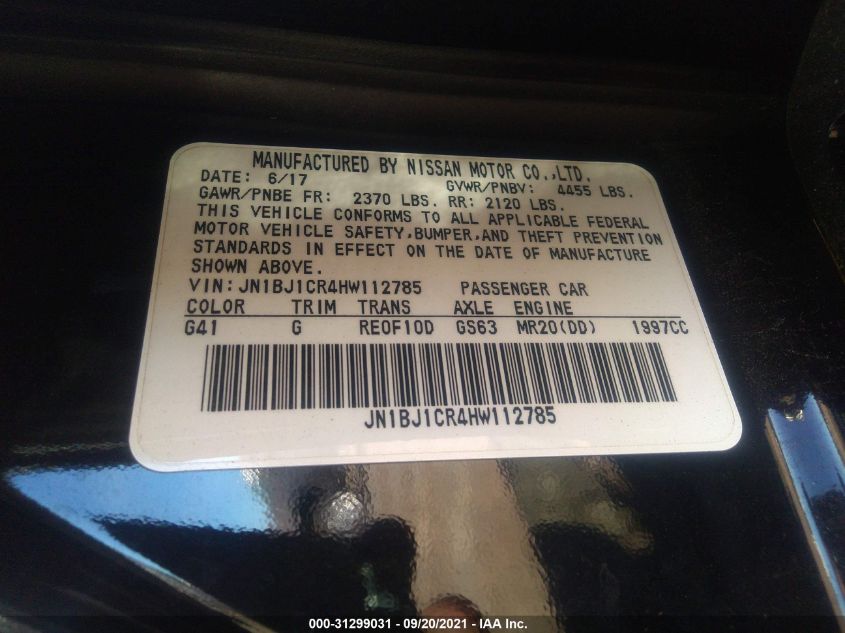 MANUFACTURED BY NISSAN MOTOR CO.,LTD.
DATE: 6/17 GVWR/PNBV: 4455 LBS.
GAWR/PNBE FR: 2370 LBS. RR: 2120 LBS.
THIS VEHICLE CONFORMS TO ALL APPLICABLE FEDERAL
MOTOR VEHICLE SAFETY,BUMPER,AND THEFT PREVENTION
STANDARDS IN EFFECT ON THE DATE OF MANUFACTURE
SHOWN ABOVE.
VIN:JN1BJ1CR4HW112785 PASSENGER CAR
COLOR TRIM TRANS AXLE ENGINE
G41 G RE0F10D GS63 MR20(DD) 1997CC
JN1BJ1CR4HW112785
000-31299031 - 09/20/2021 - IAA Inc.